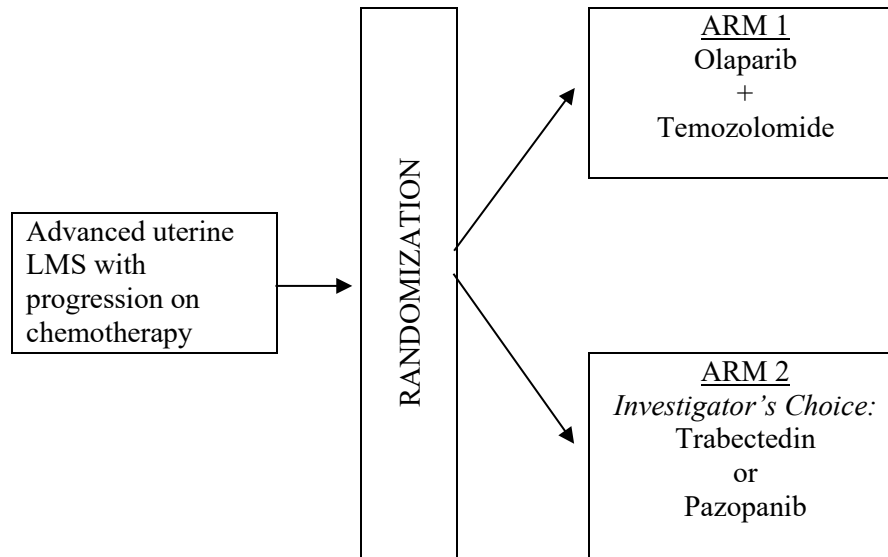 Advanced uterine
LMS with
progression on
chemotherapy
RANDOMIZATION
ARM 1
Olaparib
+
Temozolomide
ARM 2
Investigator’s Choice:
Trabectedin
or
Pazopanib